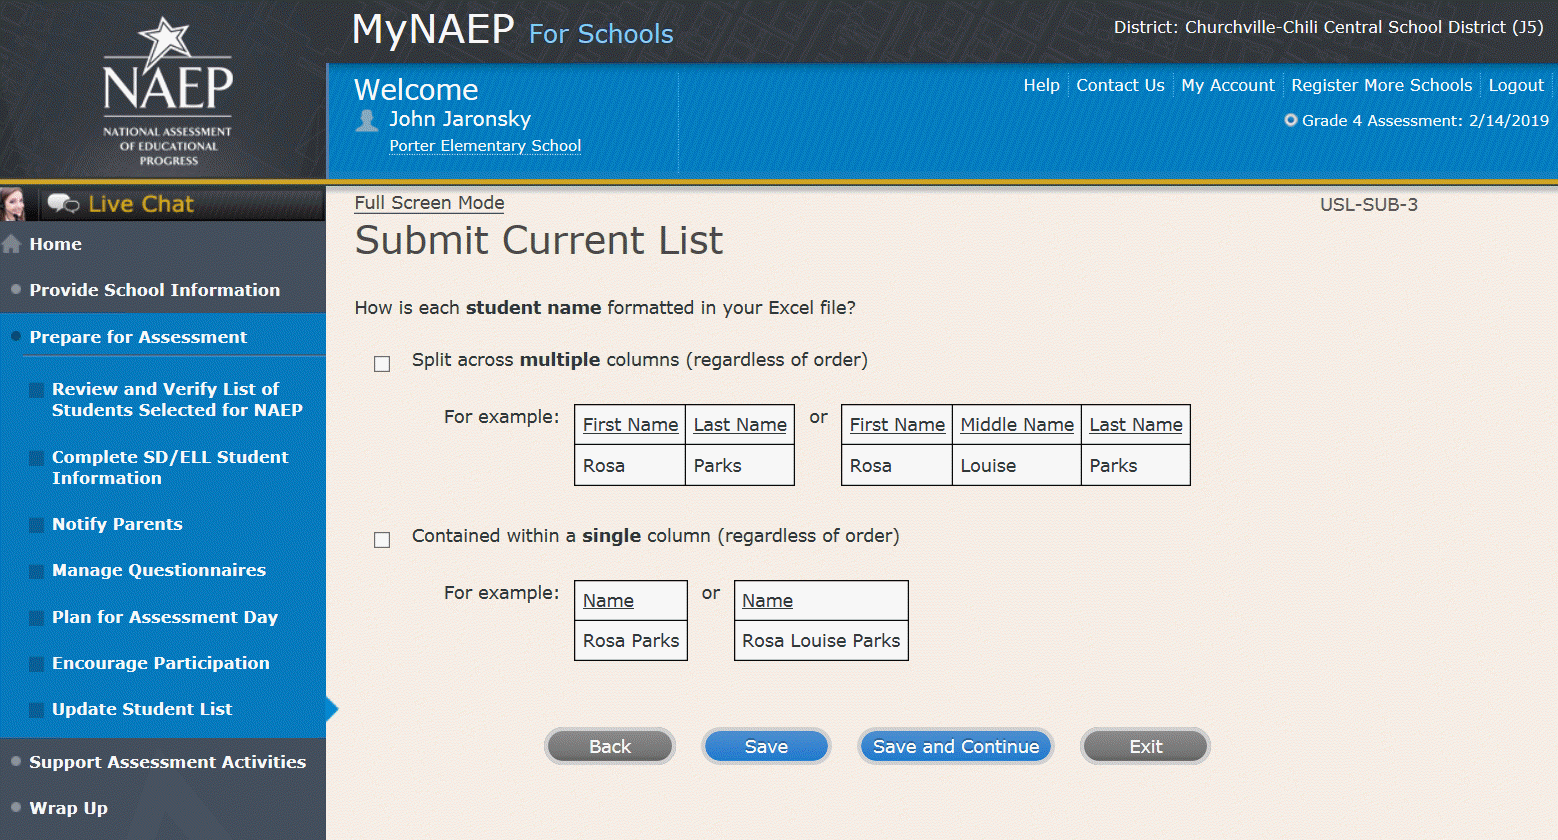 NAEP
NATIONAL ASSESSMENT
OF EDUCATIONAL
PROGRESS
MyNAEP For Schools
District: Churchville-Chili Central School District (J5)
Welcome
John Jaronsky
Porter Elementary School
Help Contact Us My Account Register More Schools Logout
Grade 4 Assessment: 2/14/2019
Live Chat
Home
Provide School Information
Prepare for Assessment
Review and Verify List of
Students Selected for NAEP
Complete SD/ELL Student
Information
Notify Parents
Manage Questionnaires
Plan for Assessment Day
Encourage Participation
Update Student List
Support Assessment Activities
Wrap Up
Full Screen Mode
USL-SUB-3
Submit Current List
How is each student name formatted in your Excel file?
Split across multiple columns (regardless of order)
For example: First Name Last Name or First Name Middle Name Last Name
Rosa Parks Rosa Louise Parks
Contained within a single column (regardless of order)
For example: Name or Name
Rosa Parks Rosa Louise Parks
Back Save Save and Continue Exit